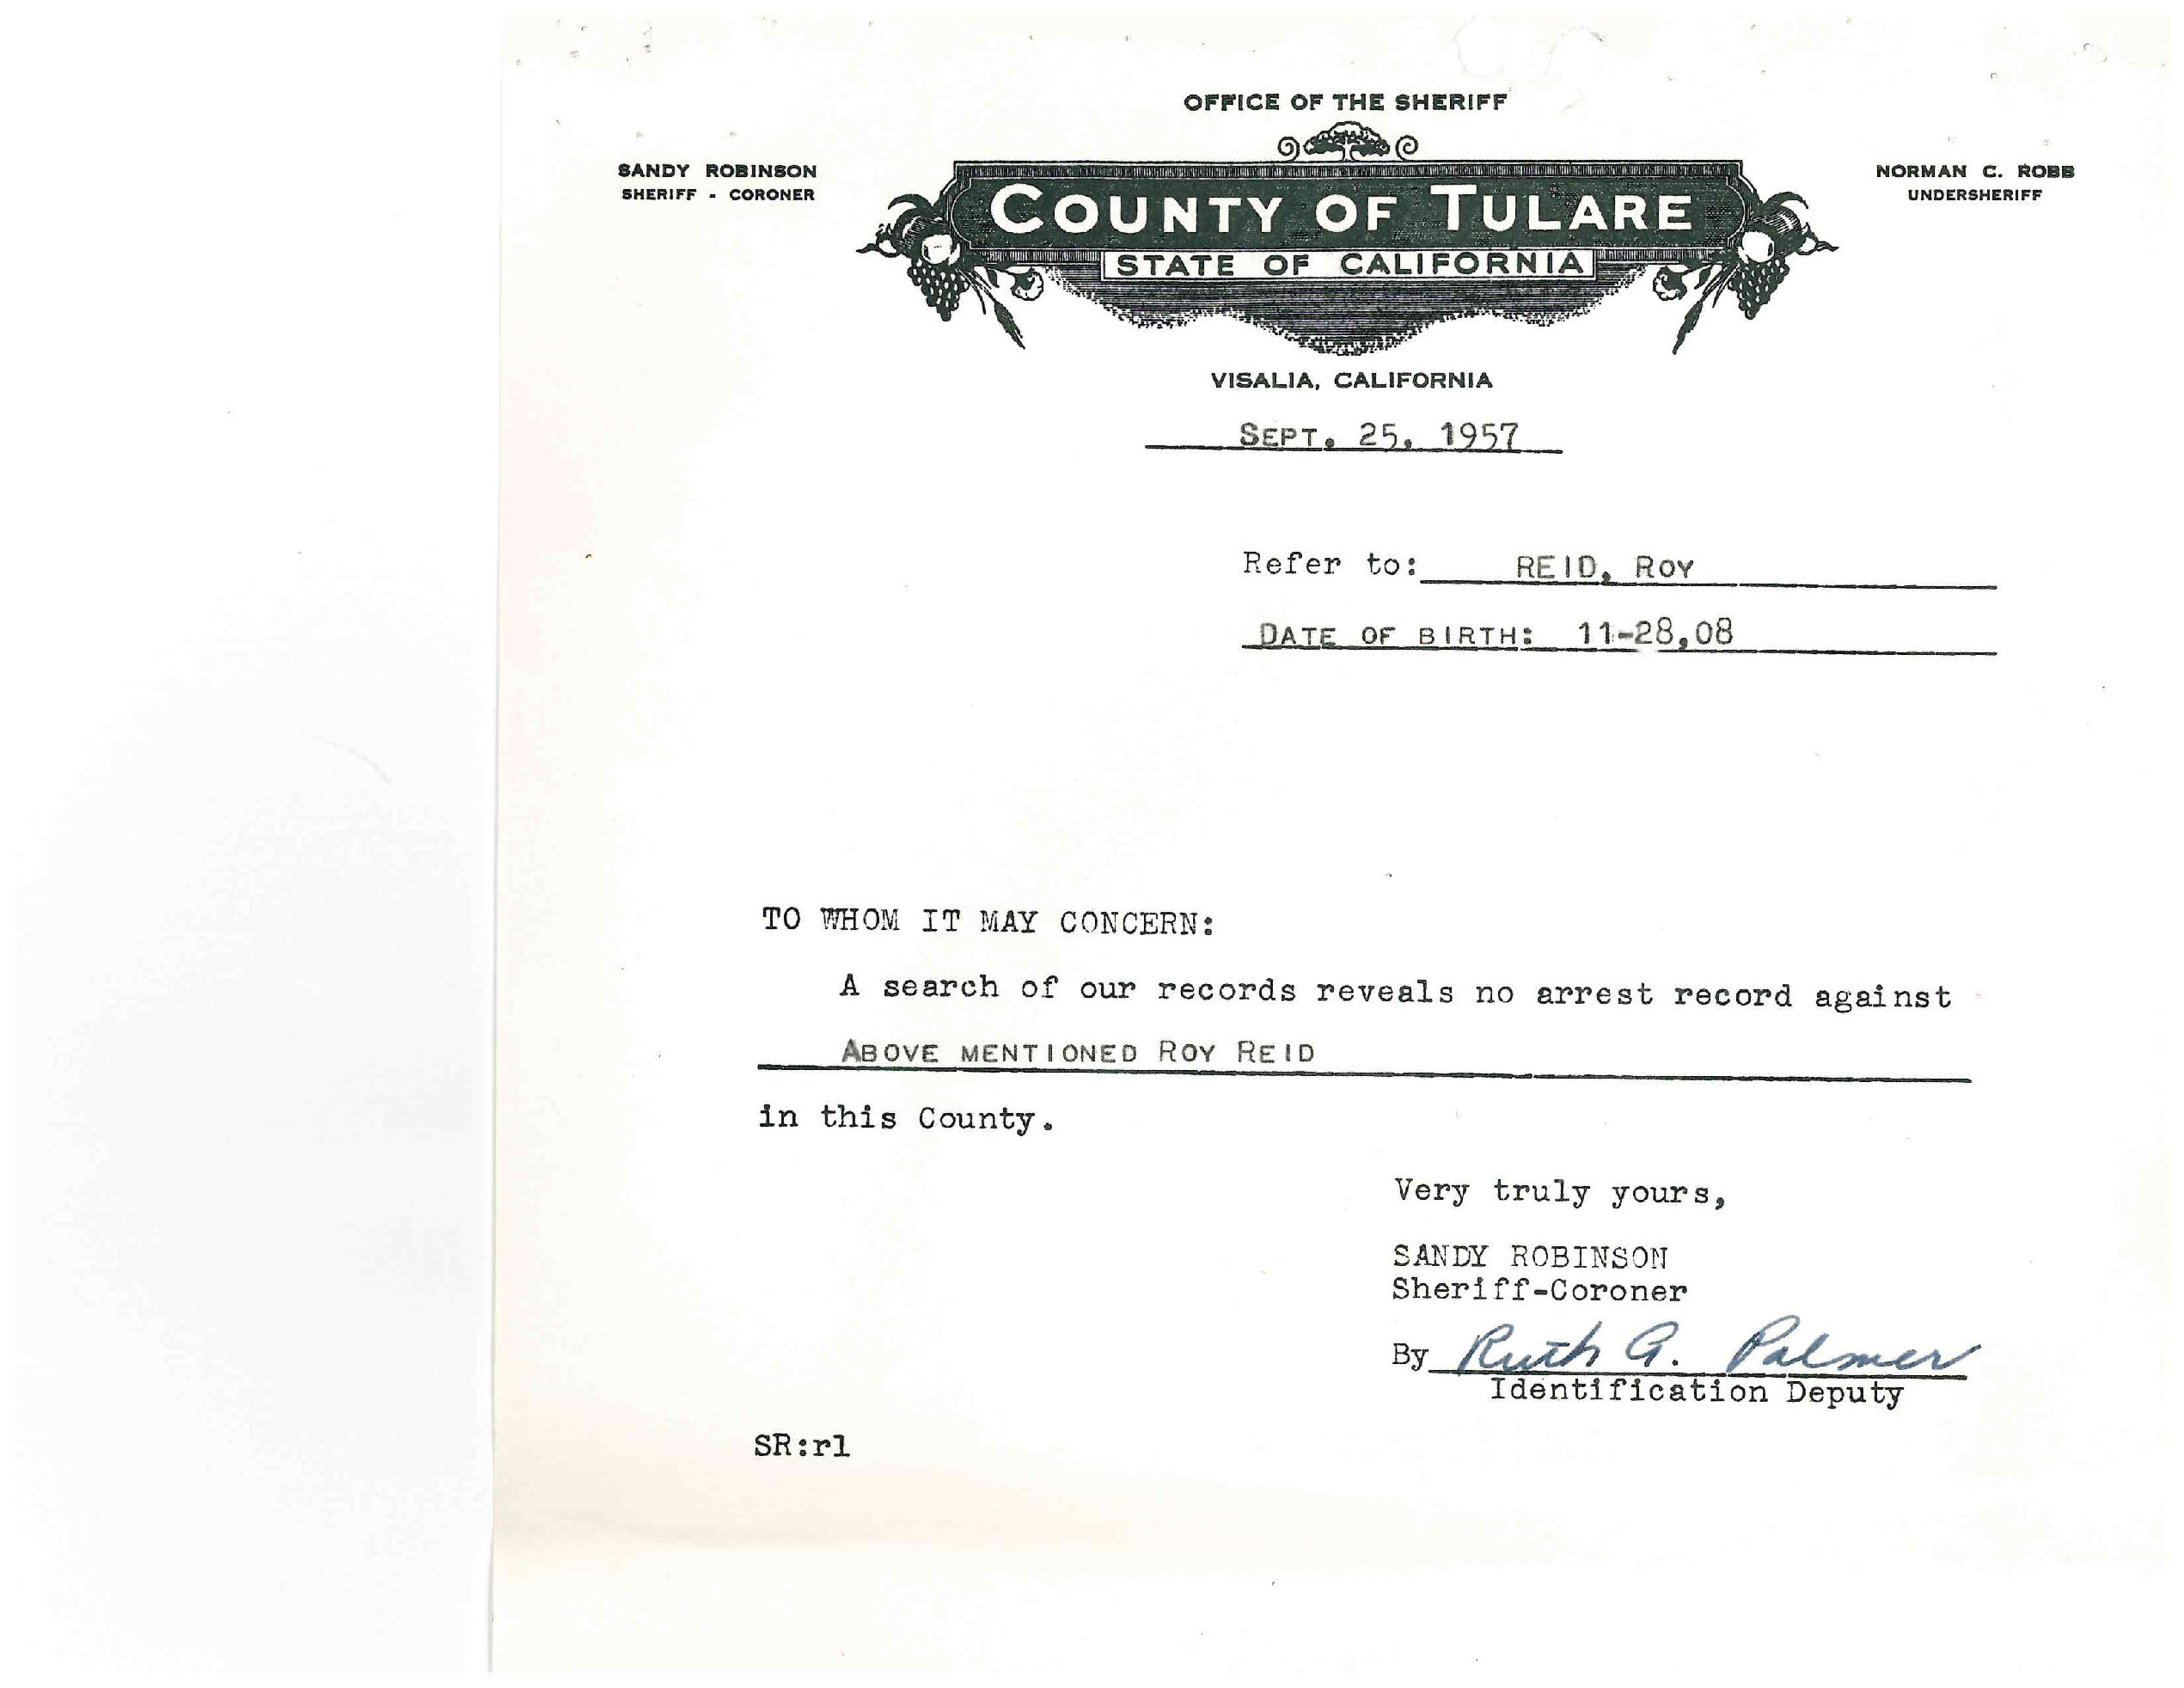 OFFICE OF THE SHERIFF
SANDY ROBINSON
SHERIFF - CORONER
NORMAN C. ROBB
UNDERSHERIFF
COUNTY OF TULARE
STATE OF CALIFORNIA
VISALIA, CALIFORNIA
SEPT. 25, 1957
Refer to: REID, ROY
DATE OF BIRTH: 11-28,08
TO WHOM IT MAY CONCERN:
A search of our records reveals no arrest record against
ABOVE MENTIONED ROY REID
in this County.
Very truly yours,
SANDY ROBINSON
Sheriff-Coroner
By Ruth G. Palmer
Identification Deputy
SR:rl